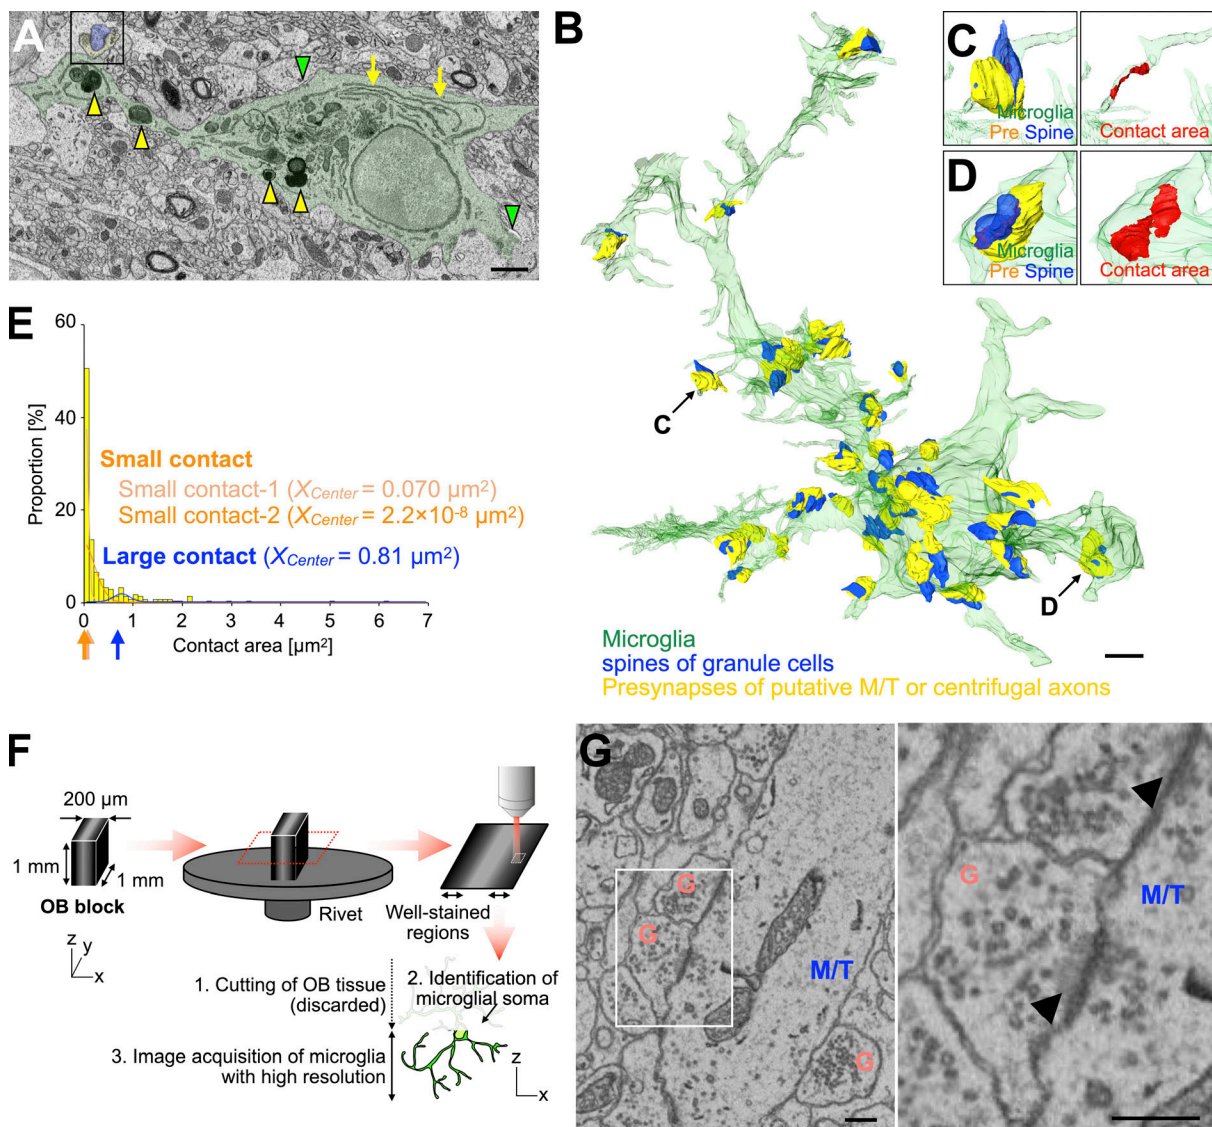 A
B
C
Microglia
Pre Spine
Contact area
D
Microglia
Pre Spine
Contact area
C
D
Microglia
spines of granule cells
Presynapses of putative M/T or centrifugal axons
E
60
40
20
0
Proportion [%]
Small contact
Small contact-1 (XCenter = 0.070 µm²)
Small contact-2 (XCenter = 2.2×10⁻⁸ µm²)
Large contact (XCenter = 0.81 µm²)
0 1 2 3 4 5 6 7
Contact area [µm²]
F
200 µm
1 mm
1 mm
OB block
z
y
x
Rivet
Well-stained
regions
1. Cutting of OB tissue
(discarded)
2. Identification of
microglial soma
3. Image acquisition of microglia
with high resolution
z
x
G
G
G
M/T
G
G
M/T